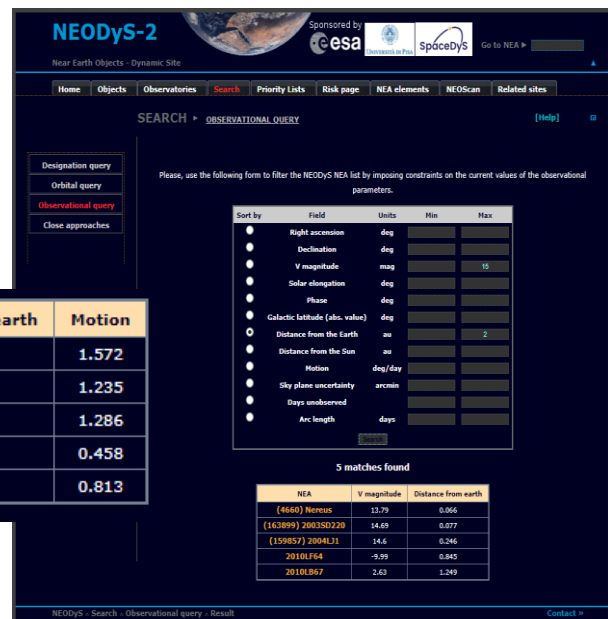 NEODyS-2
Near Earth Objects - Dynamic Site
Sponsored by
esa
UNIVERSITÀ DI PISA
SpaceDyS
Go to NEA ►
Home Objects Observatories Search Priority Lists Risk page NEA elements NEOScan Related sites
SEARCH ► OBSERVATIONAL QUERY [Help]
Designation query
Orbital query
Observational query
Close approaches
Please, use the following form to filter the NEODyS NEA list by imposing constraints on the current values of the observational
parameters.
Sort by Field Units Min Max
Right ascension deg
Declination deg
V magnitude mag 15
Solar elongation deg
Phase deg
Galactic latitude (abs. value) deg
Distance from the Earth au 2
Distance from the Sun au
Motion deg/day
Sky plane uncertainty arcmin
Days unobserved
Arc length days
Search
5 matches found
NEA V magnitude Distance from earth
(4660) Nereus 13.79 0.066
(163899) 2003SD220 14.69 0.077
(159857) 2004LJ1 14.6 0.246
2010LF64 -9.99 0.845
2010LB67 2.63 1.249
earth Motion
1.572
1.235
1.286
0.458
0.813
NEODyS » Search » Observational query » Result Contact »